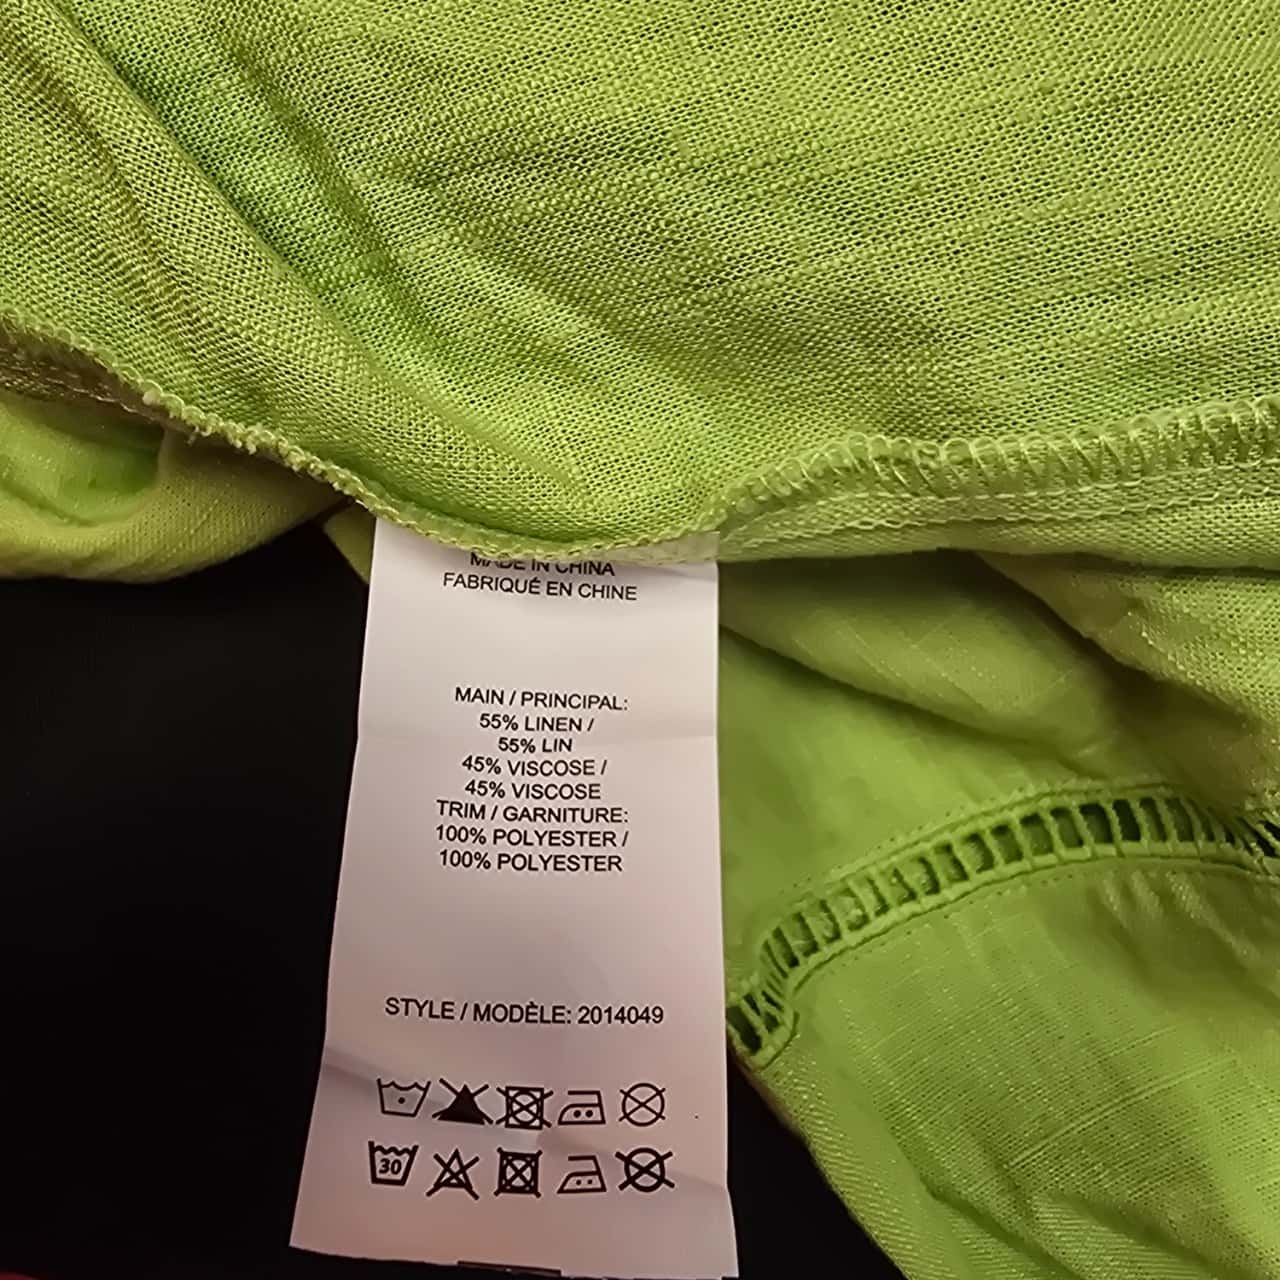 MADE IN CHINA
FABRIQUÉ EN CHINE
MAIN / PRINCIPAL:
55% LINEN /
55% LIN
45% VISCOSE /
45% VISCOSE
TRIM / GARNITURE:
100% POLYESTER /
100% POLYESTER
STYLE / MODÈLE: 2014049
30